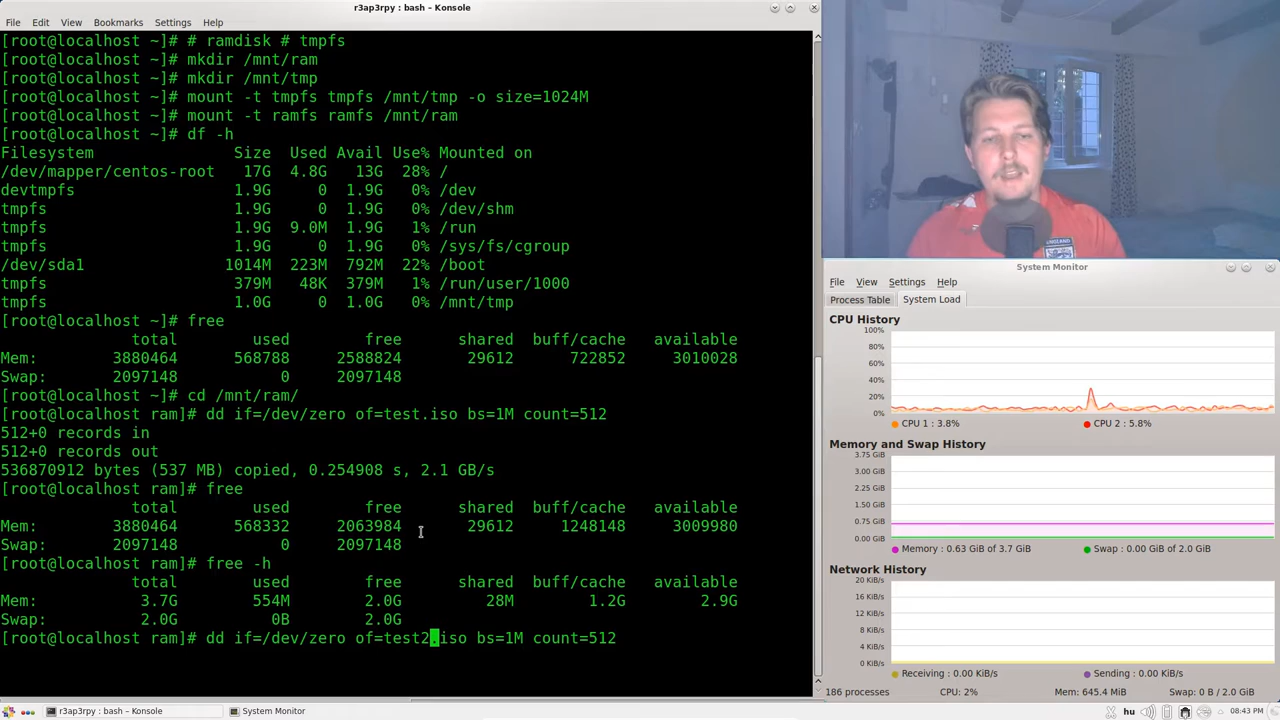 r3ap3rpy : bash – Konsole
File Edit View Bookmarks Settings Help
[root@localhost ~]# # ramdisk # tmpfs
[root@localhost ~]# mkdir /mnt/ram
[root@localhost ~]# mkdir /mnt/tmp
[root@localhost ~]# mount -t tmpfs tmpfs /mnt/tmp -o size=1024M
[root@localhost ~]# mount -t ramfs ramfs /mnt/ram
[root@localhost ~]# df -h
Filesystem Size Used Avail Use% Mounted on
/dev/mapper/centos-root 17G 4.8G 13G 28% /
devtmpfs 1.9G 0 1.9G 0% /dev
tmpfs 1.9G 0 1.9G 0% /dev/shm
tmpfs 1.9G 9.0M 1.9G 1% /run
tmpfs 1.9G 0 1.9G 0% /sys/fs/cgroup
/dev/sda1 1014M 223M 792M 22% /boot
tmpfs 379M 48K 379M 1% /run/user/1000
tmpfs 1.0G 0 1.0G 0% /mnt/tmp
[root@localhost ~]# free
total used free shared buff/cache available
Mem: 3880464 568788 2588824 29612 722852 3010028
Swap: 2097148 0 2097148
[root@localhost ~]# cd /mnt/ram/
[root@localhost ram]# dd if=/dev/zero of=test.iso bs=1M count=512
512+0 records in
512+0 records out
536870912 bytes (537 MB) copied, 0.254908 s, 2.1 GB/s
[root@localhost ram]# free
total used free shared buff/cache available
Mem: 3880464 568332 2063984 29612 1248148 3009980
Swap: 2097148 0 2097148
[root@localhost ram]# free -h
total used free shared buff/cache available
Mem: 3.7G 554M 2.0G 28M 1.2G 2.9G
Swap: 2.0G 0B 2.0G
[root@localhost ram]# dd if=/dev/zero of=test2.iso bs=1M count=512
ENGLAND
System Monitor
File View Settings Help
Process Table System Load
CPU History
100%
80%
60%
40%
20%
0%
CPU 1 : 3.8% CPU 2 : 5.8%
Memory and Swap History
3.75 GiB
3.00 GiB
2.25 GiB
1.50 GiB
0.75 GiB
0.00 GiB
Memory : 0.63 GiB of 3.7 GiB Swap : 0.00 GiB of 2.0 GiB
Network History
20 KiB/s
16 KiB/s
12 KiB/s
8 KiB/s
4 KiB/s
0 KiB/s
Receiving : 0.00 KiB/s Sending : 0.00 KiB/s
186 processes CPU: 2% Mem: 645.4 MiB Swap: 0 B / 2.0 GiB
r3ap3rpy : bash – Konsole System Monitor hu 08:43 PM